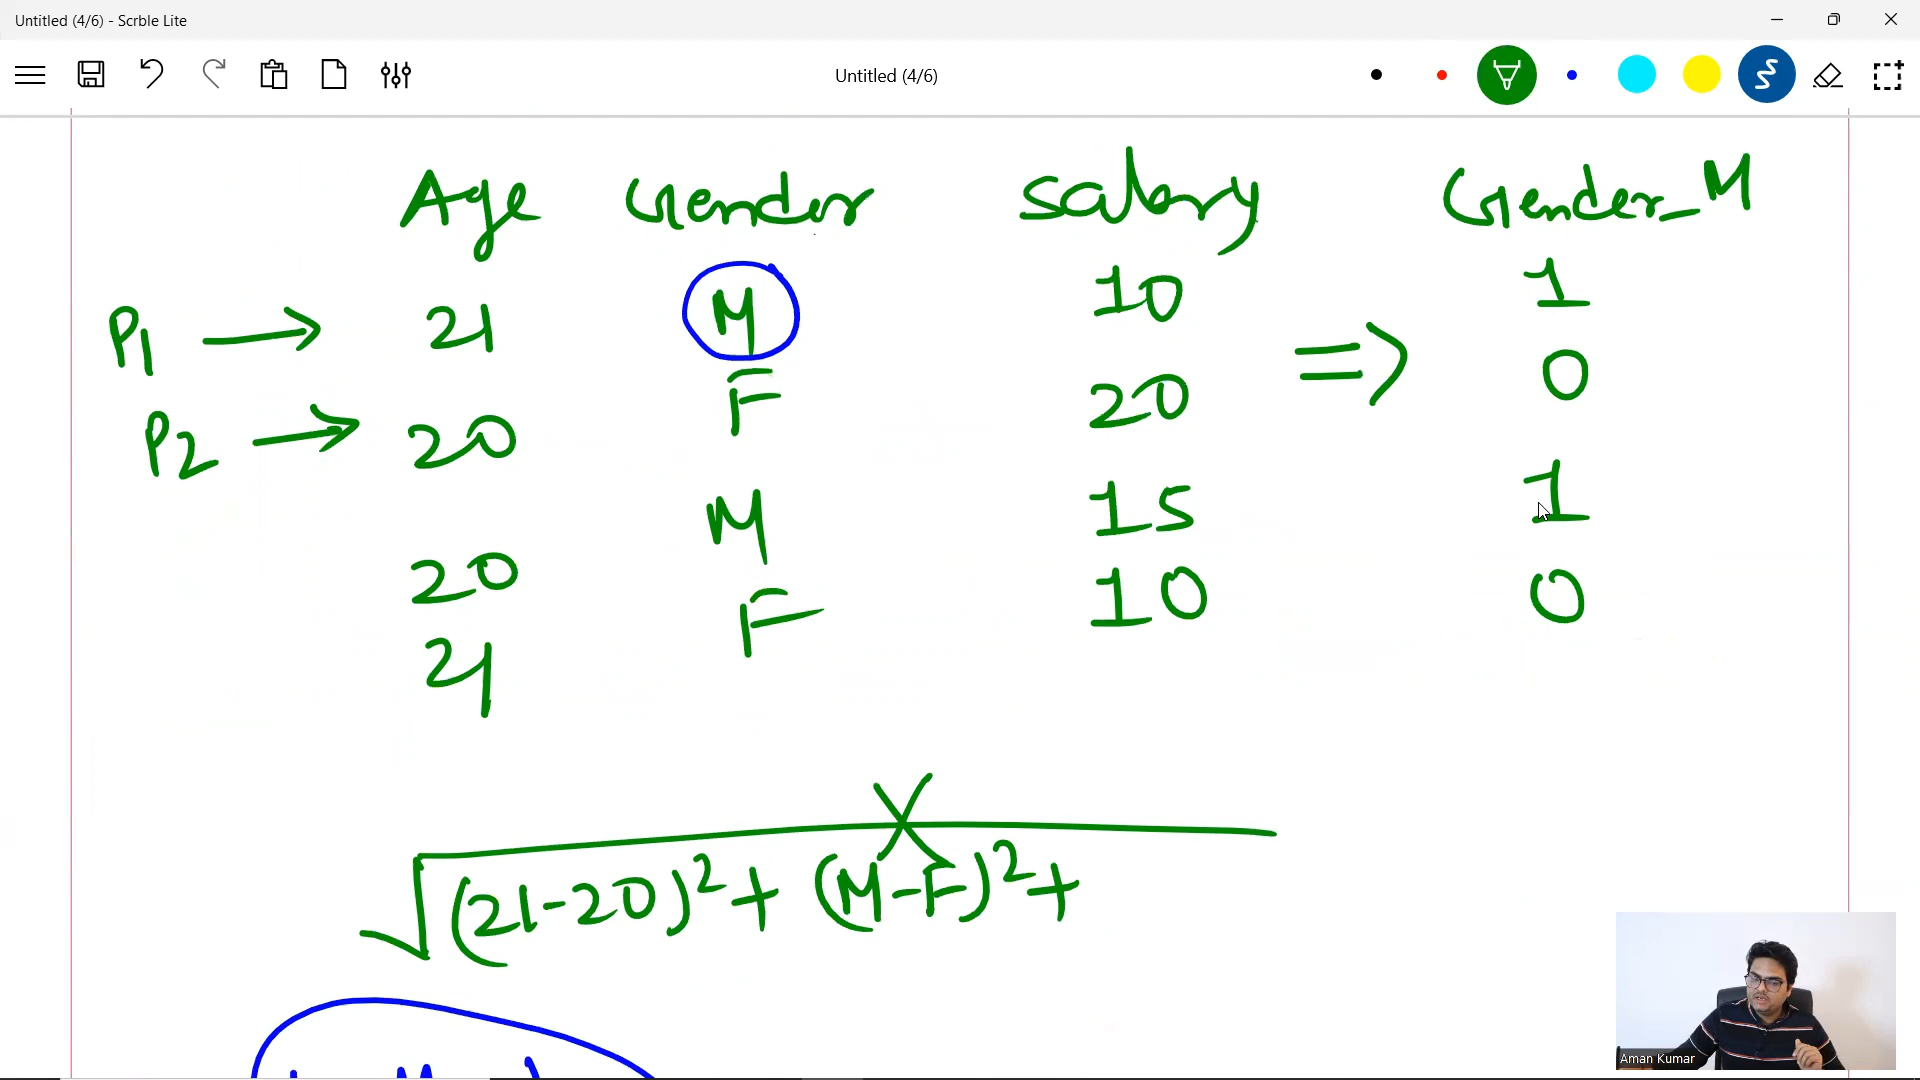 Untitled (4/6) - Scrble Lite
Untitled (4/6)
Age Gender Salary Gender_M
P1 → 21 M 10 1
P2 → 20 F 20 => 0
20 M 15 1
21 F 10 0
√(21-20)²+ (M-F)²+
Aman Kumar